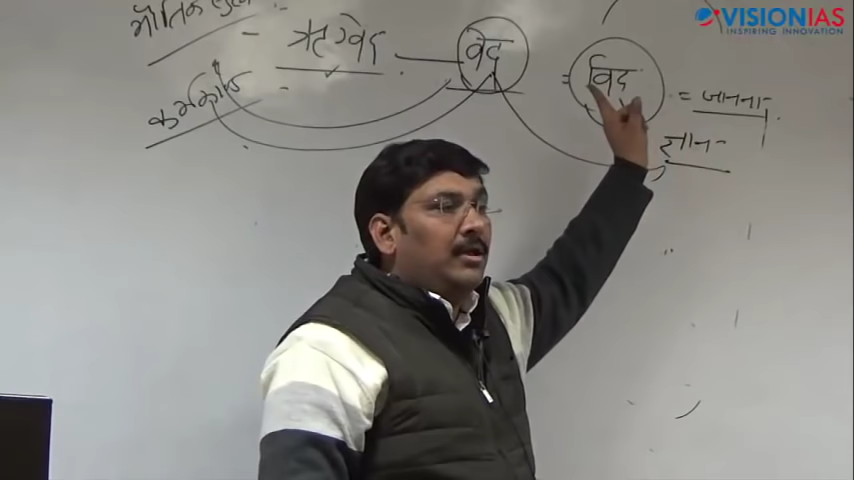 भौतिक
- ऋग्वेद - वेद = विद = जानना
कर्मकाण्ड -
ज्ञान
VISIONIAS
INSPIRING INNOVATION